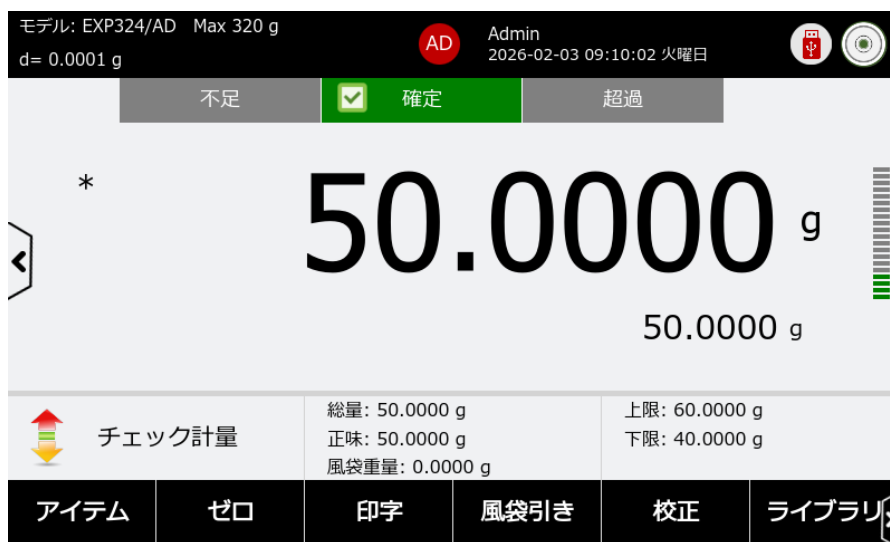 モデル: EXP324/AD Max 320 g
d= 0.0001 g
AD
Admin
2026-02-03 09:10:02 火曜日
不足
確定
超過
*
50.0000 g
50.0000 g
チェック計量
総量: 50.0000 g
正味: 50.0000 g
風袋重量: 0.0000 g
上限: 60.0000 g
下限: 40.0000 g
アイテム
ゼロ
印字
風袋引き
校正
ライブラリ